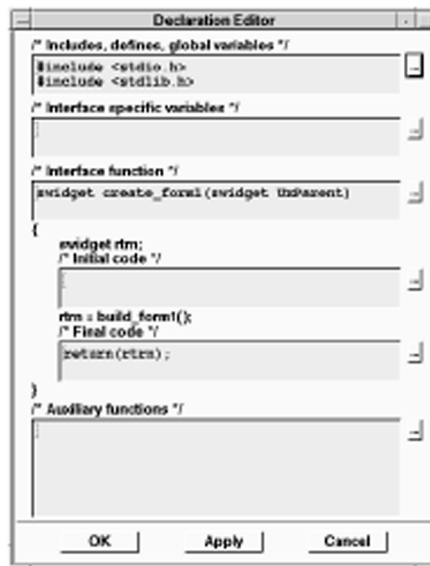 Declaration Editor
/* Includes, defines, global variables */
#include <stdio.h>
#include <stdlib.h>
/* Interface specific variables */
/* Interface function */
swidget create_form1(swidget UxParent)
{
swidget rtrn;
/* Initial code */
rtrn = build_form1();
/* Final code */
return(rtrn);
}
/* Auxiliary functions */
OK Apply Cancel